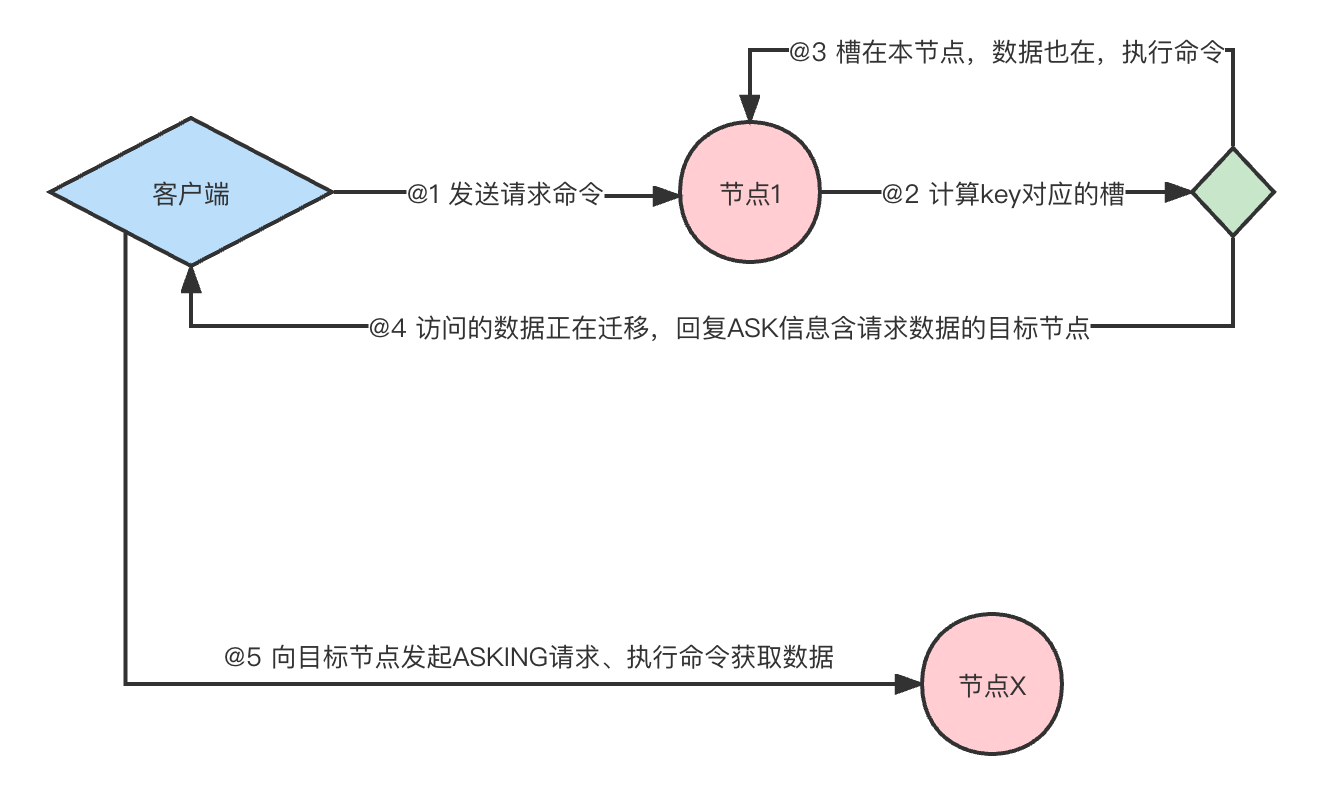 @3 槽在本节点，数据也在，执行命令
客户端
@1 发送请求命令
节点1
@2 计算key对应的槽
@4 访问的数据正在迁移，回复ASK信息含请求数据的目标节点
@5 向目标节点发起ASKING请求、执行命令获取数据
节点X